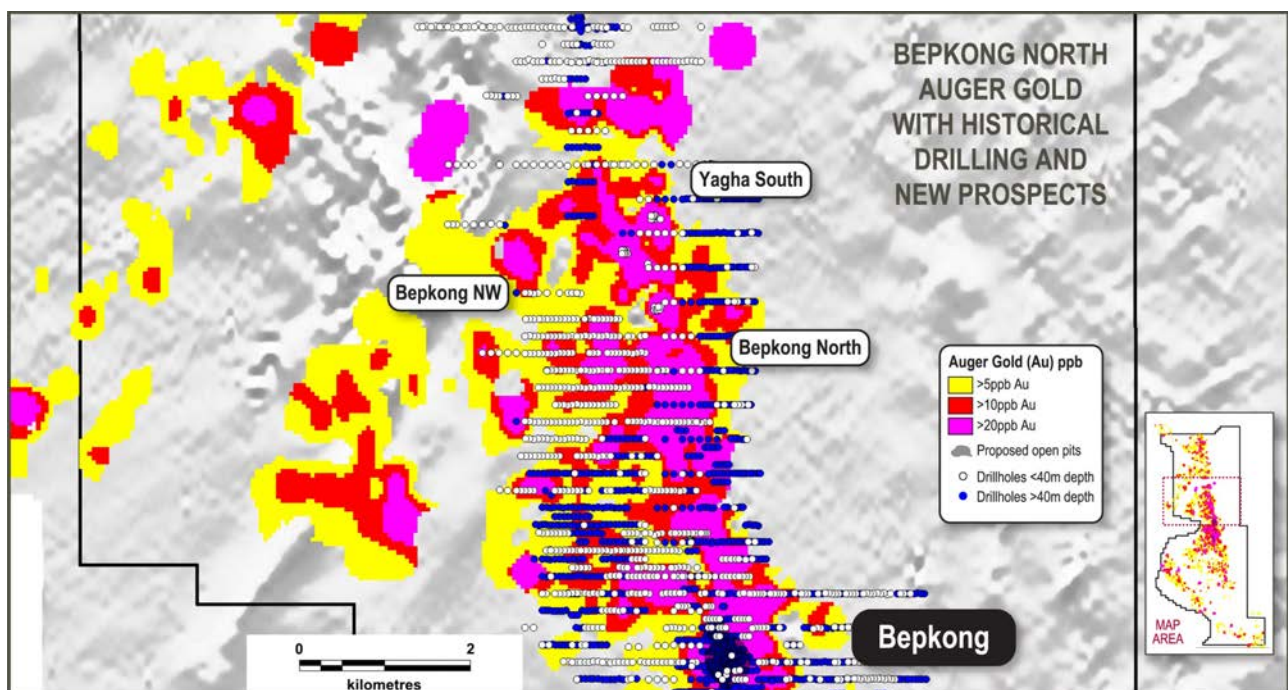 BEPKONG NORTH
AUGER GOLD
WITH HISTORICAL
DRILLING AND
NEW PROSPECTS
Yagha South
Bepkong NW
Bepkong North
Auger Gold (Au) ppb
>5ppb Au
>10ppb Au
>20ppb Au
Proposed open pits
Drillholes <40m depth
Drillholes >40m depth
Bepkong
MAP
AREA
0 2
kilometres